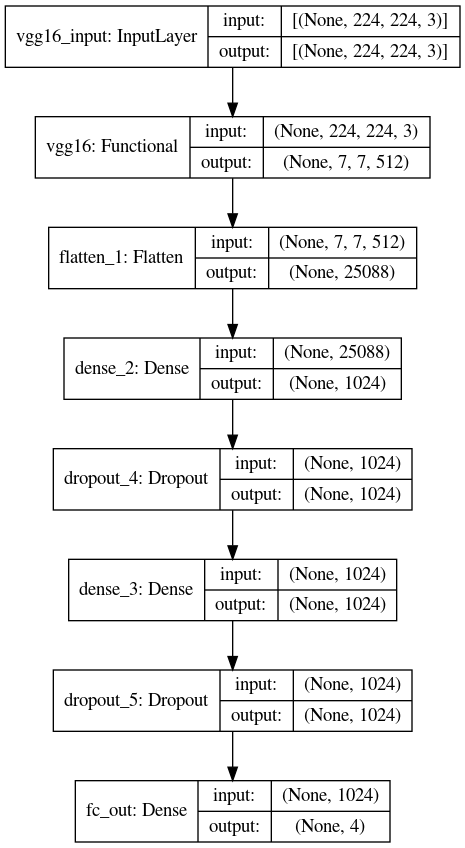 vgg16_input: InputLayer
input:
[(None, 224, 224, 3)]
output:
[(None, 224, 224, 3)]
vgg16: Functional
input:
(None, 224, 224, 3)
output:
(None, 7, 7, 512)
flatten_1: Flatten
input:
(None, 7, 7, 512)
output:
(None, 25088)
dense_2: Dense
input:
(None, 25088)
output:
(None, 1024)
dropout_4: Dropout
input:
(None, 1024)
output:
(None, 1024)
dense_3: Dense
input:
(None, 1024)
output:
(None, 1024)
dropout_5: Dropout
input:
(None, 1024)
output:
(None, 1024)
fc_out: Dense
input:
(None, 1024)
output:
(None, 4)